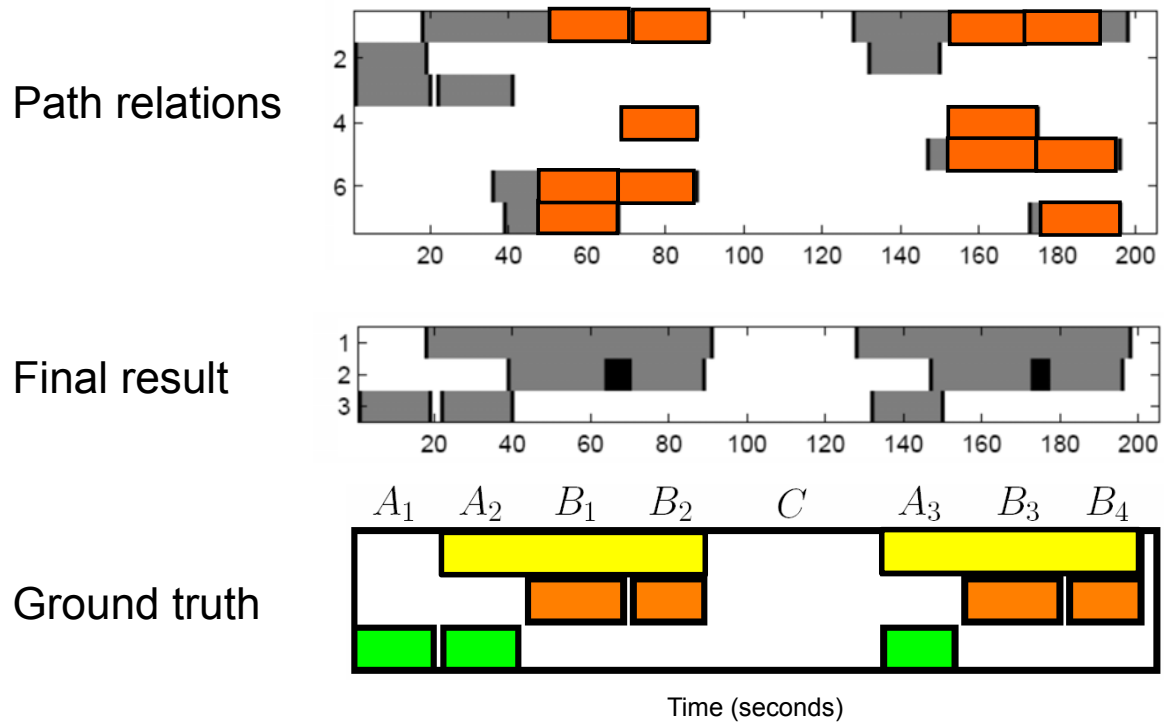 Path relations
2
4
6
20 40 60 80 100 120 140 160 180 200
Final result
1
2
3
20 40 60 80 100 120 140 160 180 200
A1 A2 B1 B2 C A3 B3 B4
Ground truth
Time (seconds)